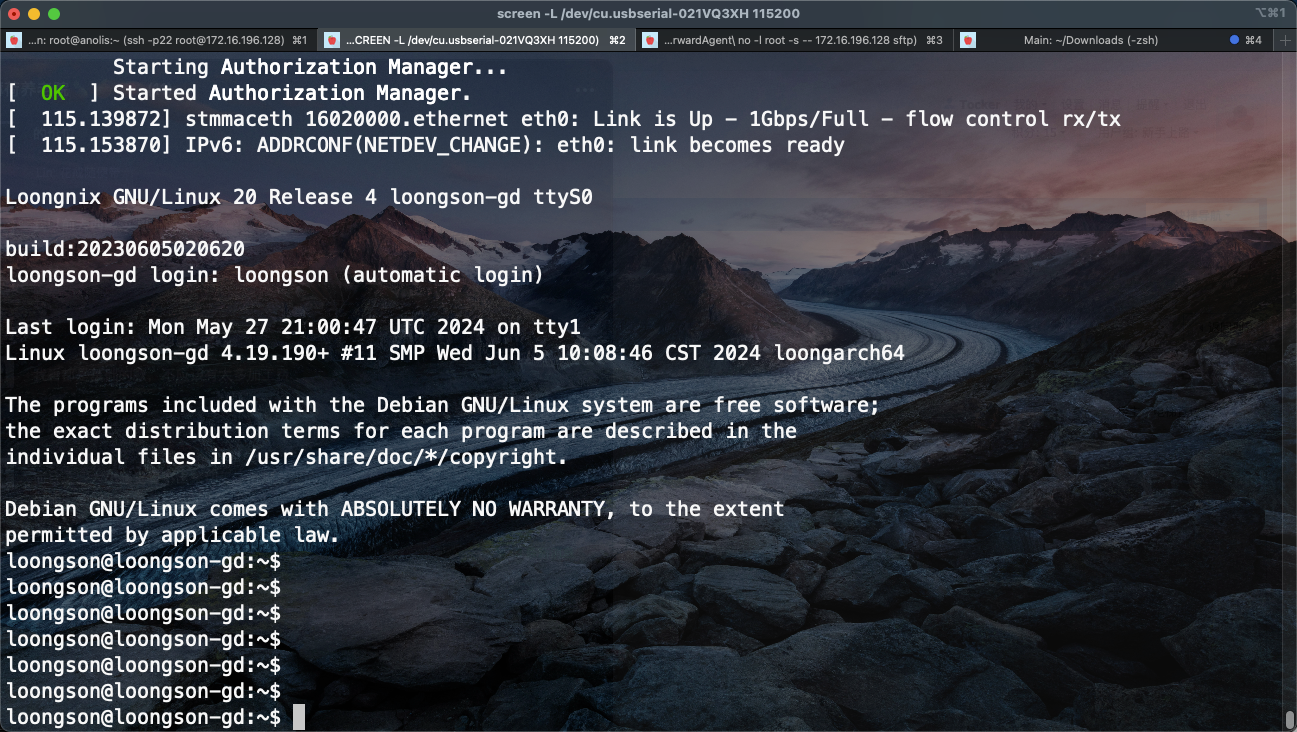 screen -L /dev/cu.usbserial-021VQ3XH 115200
⌥⌘1
...n: root@anolis:~ (ssh -p22 root@172.16.196.128) ⌘1
...CREEN -L /dev/cu.usbserial-021VQ3XH 115200) ⌘2
...rwardAgent\ no -l root -s -- 172.16.196.128 sftp) ⌘3
Main: ~/Downloads (-zsh) ⌘4
Starting Authorization Manager...
[  OK  ] Started Authorization Manager.
[  115.139872] stmmaceth 16020000.ethernet eth0: Link is Up - 1Gbps/Full - flow control rx/tx
[  115.153870] IPv6: ADDRCONF(NETDEV_CHANGE): eth0: link becomes ready
Loongnix GNU/Linux 20 Release 4 loongson-gd ttyS0
build:20230605020620
loongson-gd login: loongson (automatic login)
Last login: Mon May 27 21:00:47 UTC 2024 on tty1
Linux loongson-gd 4.19.190+ #11 SMP Wed Jun 5 10:08:46 CST 2024 loongarch64
The programs included with the Debian GNU/Linux system are free software;
the exact distribution terms for each program are described in the
individual files in /usr/share/doc/*/copyright.
Debian GNU/Linux comes with ABSOLUTELY NO WARRANTY, to the extent
permitted by applicable law.
loongson@loongson-gd:~$
loongson@loongson-gd:~$
loongson@loongson-gd:~$
loongson@loongson-gd:~$
loongson@loongson-gd:~$
loongson@loongson-gd:~$
loongson@loongson-gd:~$